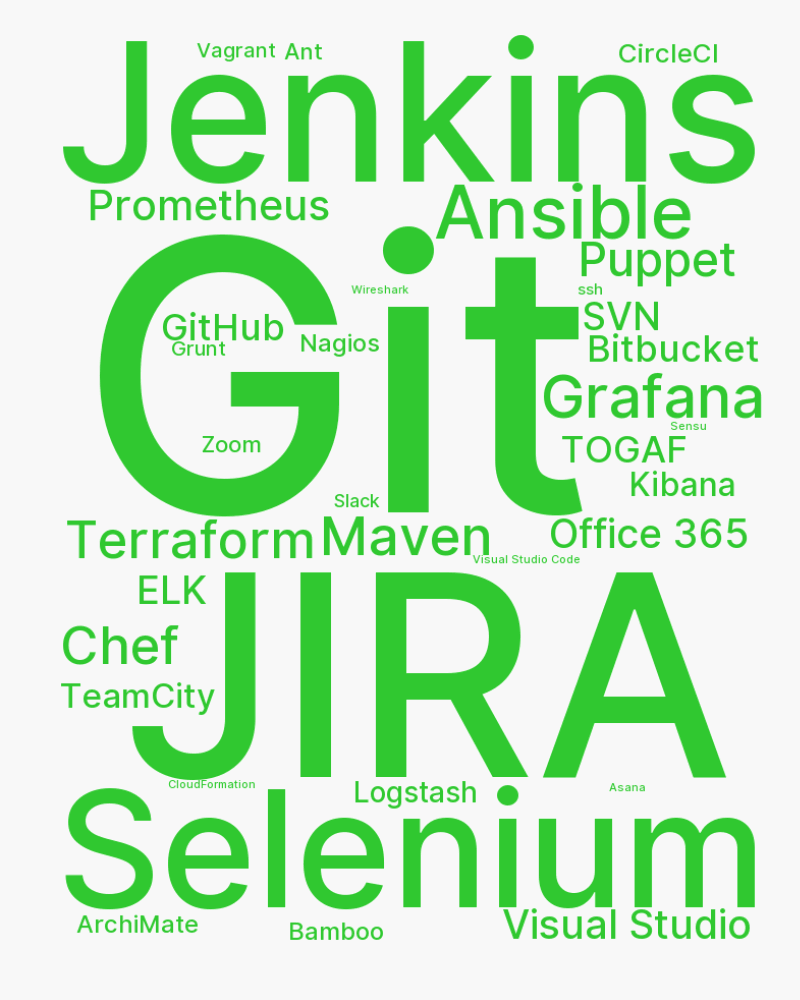 Vagrant
Ant
CircleCI
Jenkins
Prometheus
Ansible
Puppet
Git
Wireshark
ssh
SVN
GitHub
Grunt
Nagios
Bitbucket
Grafana
Sensu
Zoom
TOGAF
Kibana
Slack
Terraform
Maven
Office 365
Visual Studio Code
ELK
JIRA
Chef
TeamCity
CloudFormation
Logstash
Asana
Selenium
ArchiMate
Bamboo
Visual Studio